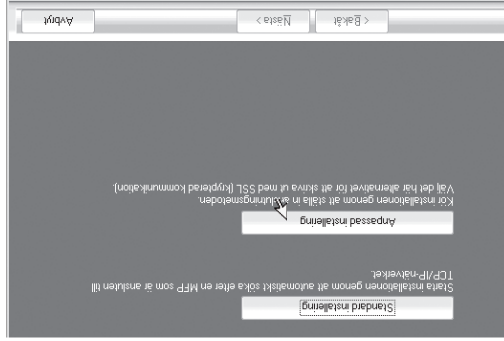 Standard installering
Starta installationen genom att automatiskt söka efter en MFP som är ansluten till
TCP/IP-nätverket.
Anpassad installering
Kör installationen genom att ställa in anslutningsmetoden.
Välj det här alternativet för att skriva ut med SSL (krypterad kommunikation).
< Bakåt
Nästa >
Avbryt